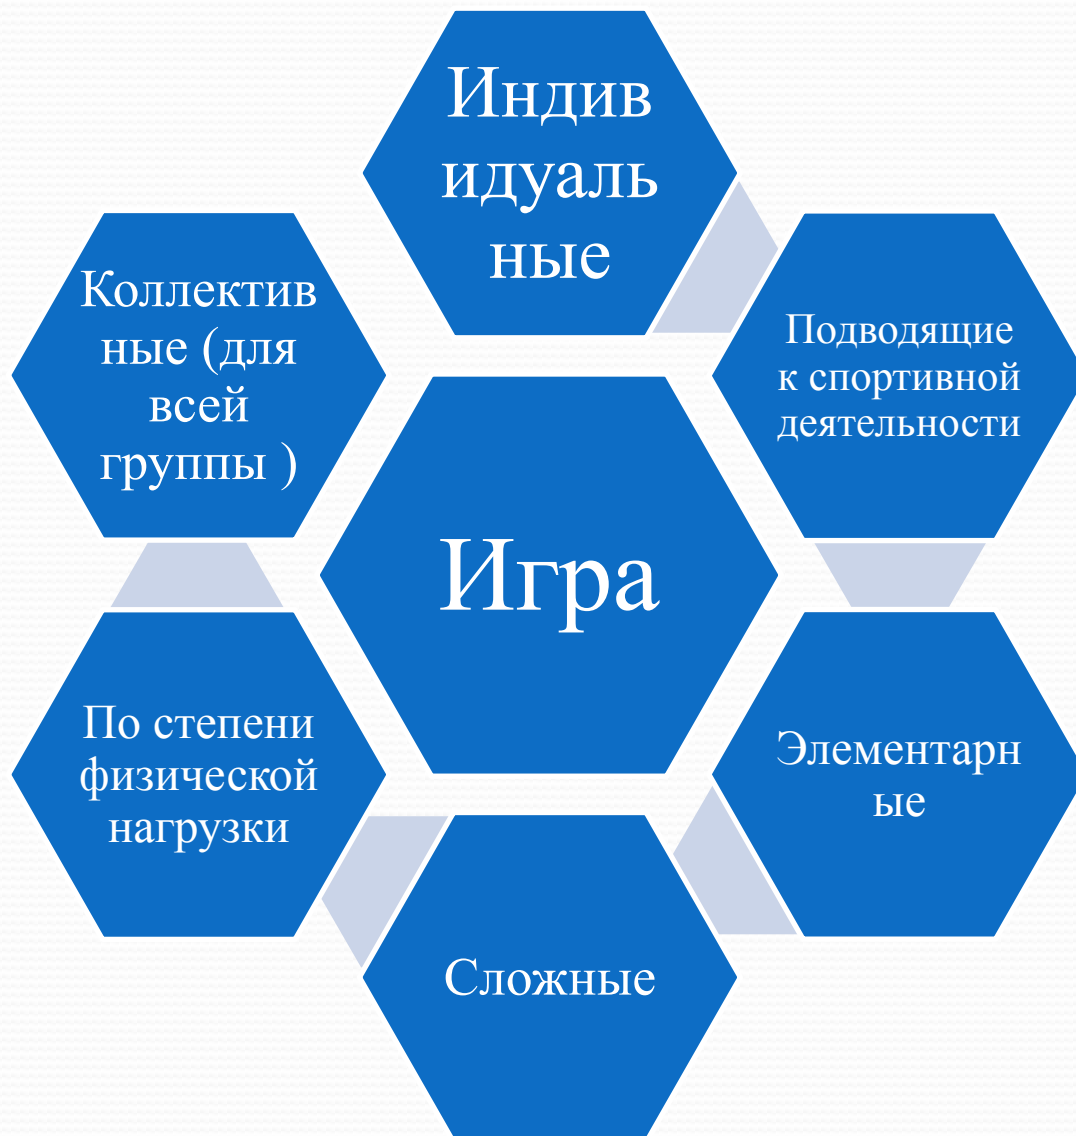 Индив
идуаль
ные
Подводящие
к спортивной
деятельности
Элементарн
ые
Сложные
По степени
физической
нагрузки
Коллектив
ные (для
всей
группы )
Игра